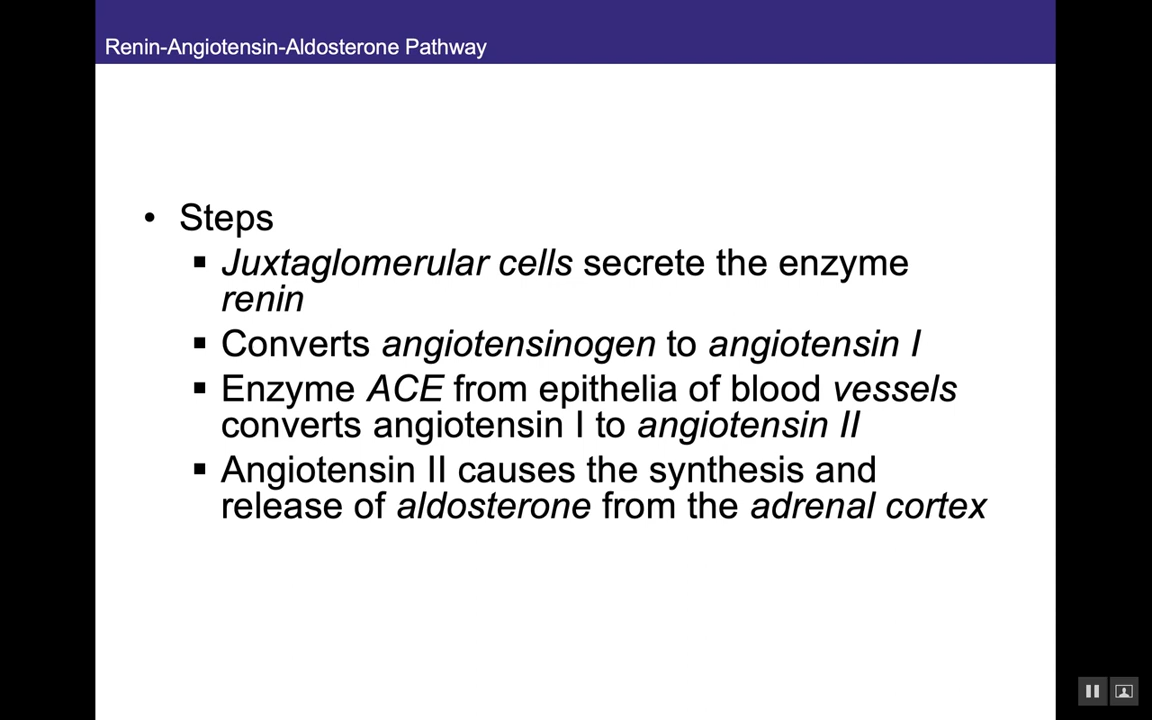 Renin-Angiotensin-Aldosterone Pathway
• Steps
▪ Juxtaglomerular cells secrete the enzyme
renin
▪ Converts angiotensinogen to angiotensin I
▪ Enzyme ACE from epithelia of blood vessels
converts angiotensin I to angiotensin II
▪ Angiotensin II causes the synthesis and
release of aldosterone from the adrenal cortex